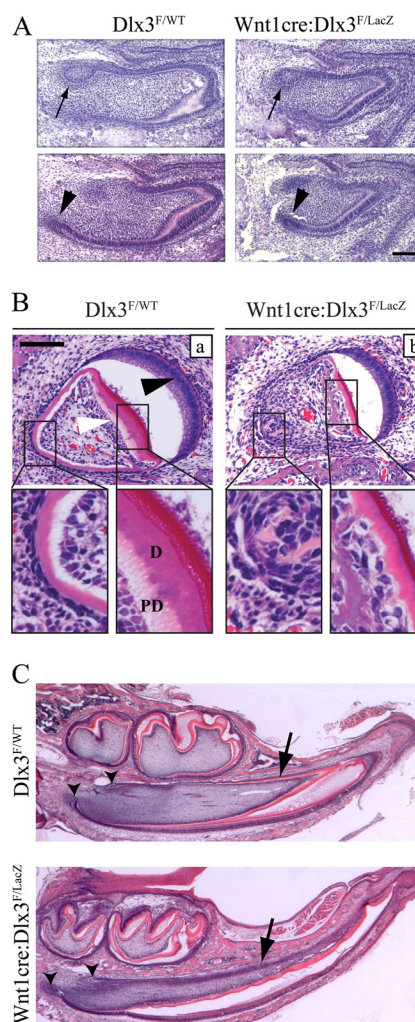 A
Dlx3F/WT
Wnt1cre:Dlx3F/LacZ
B
Dlx3F/WT
Wnt1cre:Dlx3F/LacZ
a
b
D
PD
C
Dlx3F/WT
Wnt1cre:Dlx3F/LacZ